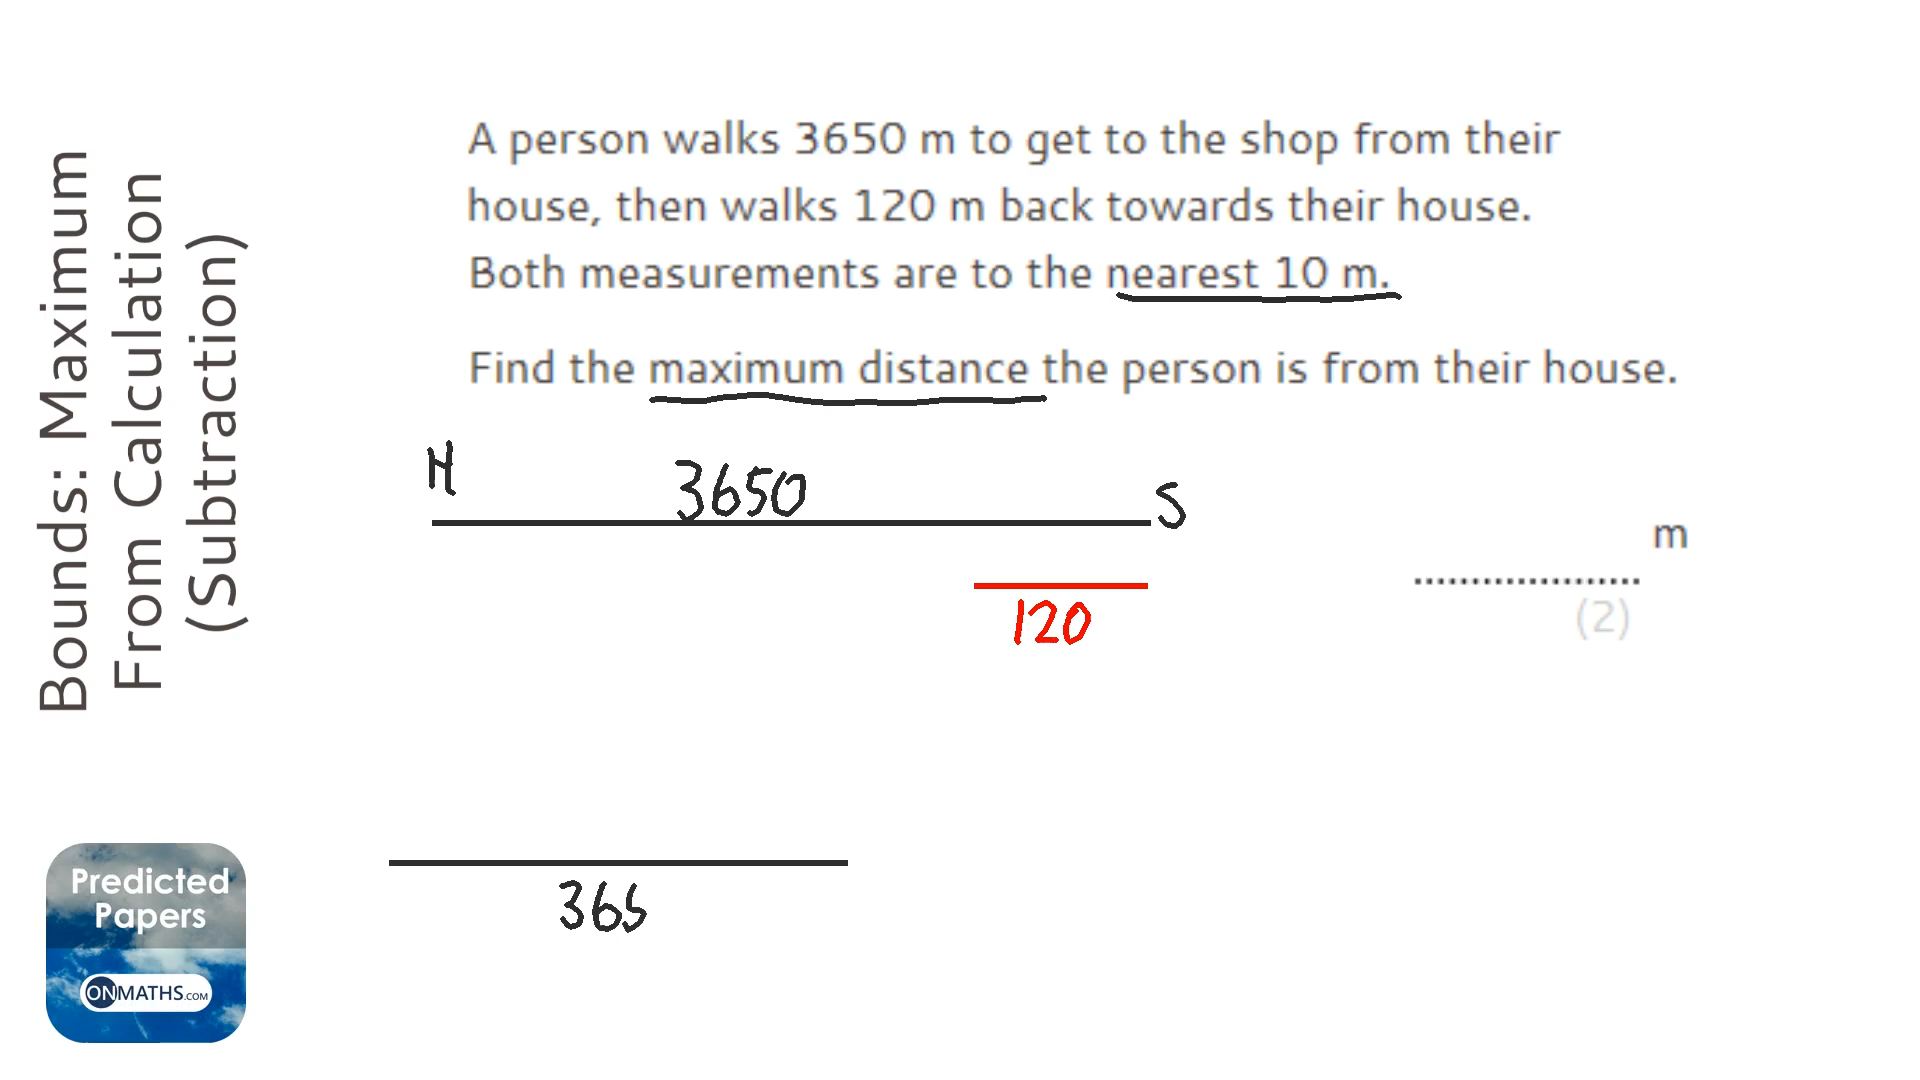 Bounds: Maximum
From Calculation
(Subtraction)
A person walks 3650 m to get to the shop from their
house, then walks 120 m back towards their house.
Both measurements are to the nearest 10 m.
Find the maximum distance the person is from their house.
H
3650
S
m
....................
(2)
120
365
Predicted
Papers
ONMATHS.COM